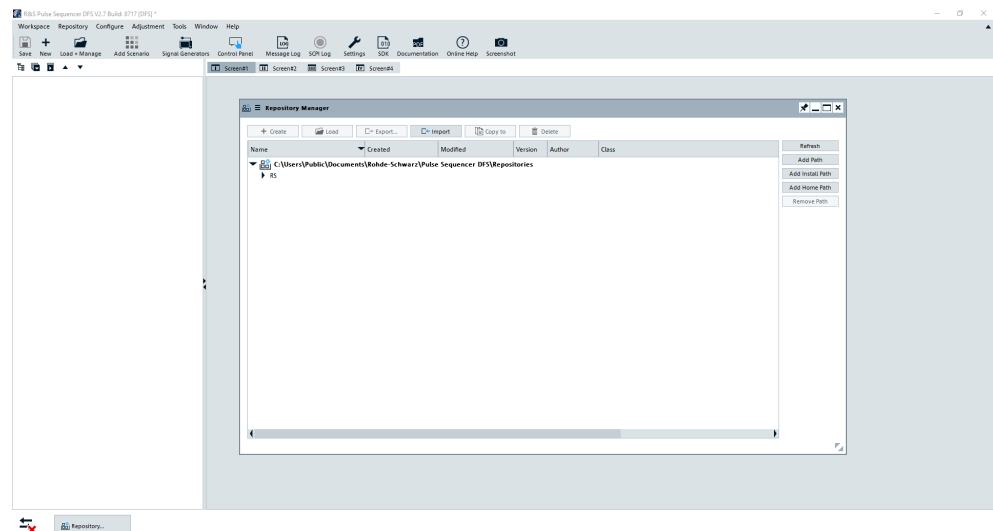 R&S Pulse Sequencer DFS V2.7 Build: 8717 [DFS] *
Workspace Repository Configure Adjustment Tools Window Help
Save New Load + Manage Add Scenario Signal Generators Control Panel Message Log SCPI Log Settings SDK Documentation Online Help Screenshot
Screen#1 Screen#2 Screen#3 Screen#4
Repository Manager
+ Create Load Export... Import Copy to Delete
Name Created Modified Version Author Class
Refresh
C:\Users\Public\Documents\Rohde-Schwarz\Pulse Sequencer DFS\Repositories
Add Path
RS
Add Install Path
Add Home Path
Remove Path
Repository...